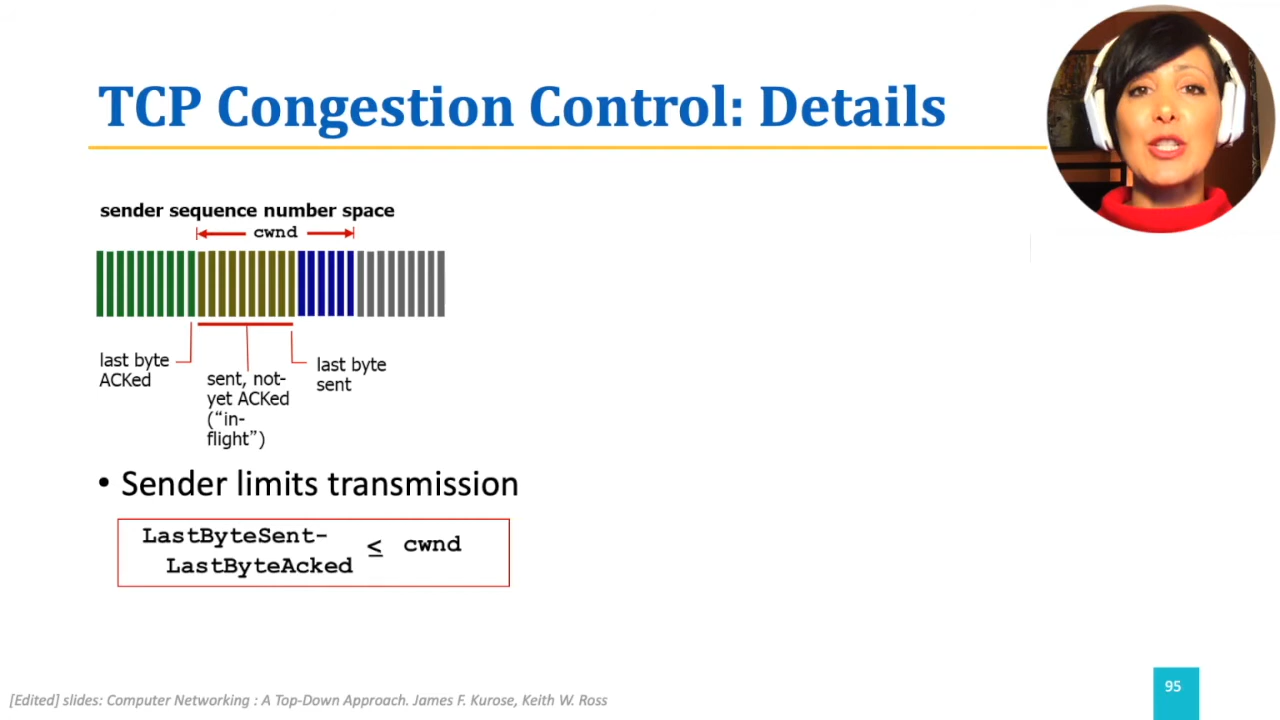 TCP Congestion Control: Details
sender sequence number space
cwnd
last byte
ACKed
sent, not-
yet ACKed
(“in-
flight”)
last byte
sent
• Sender limits transmission
LastByteSent-
LastByteAcked
≤ cwnd
95
[Edited] slides: Computer Networking : A Top-Down Approach. James F. Kurose, Keith W. Ross